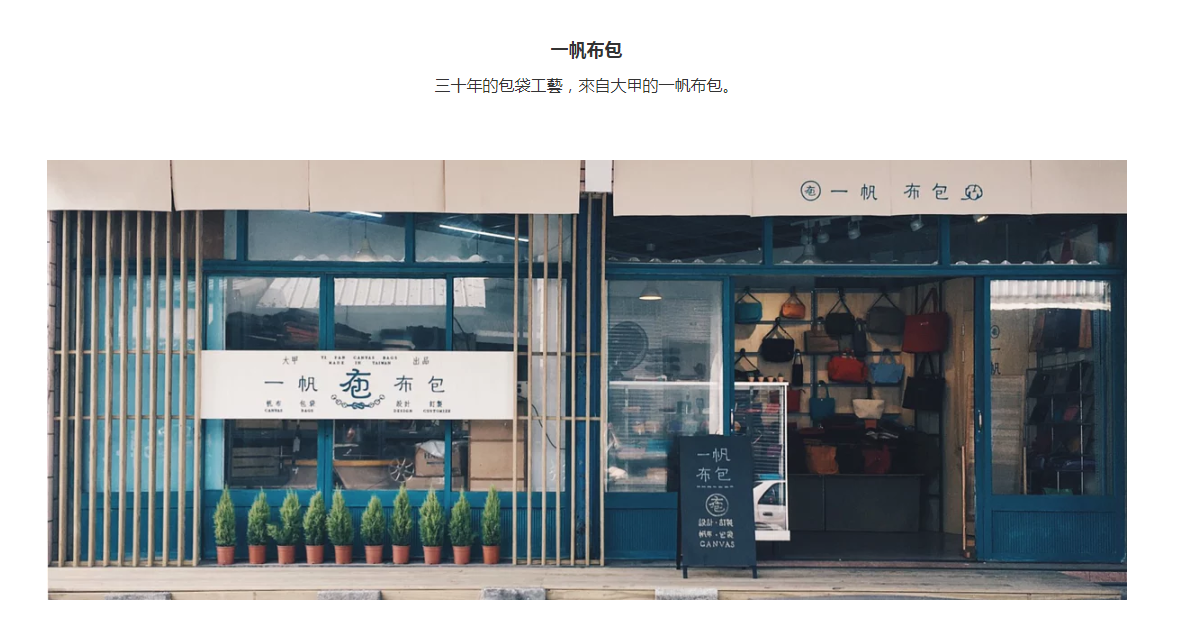 一帆布包
三十年的包袋工藝，來自大甲的一帆布包。
一帆 布包
大甲 YI FAN CANVAS BAGS MADE IN TAIWAN 出品
一帆 布包
帆布 包袋 設計 訂製
CANVAS BAGS DESIGN CUSTOMIZE
一帆
布包
設計·訂製
帆布·包袋
CANVAS